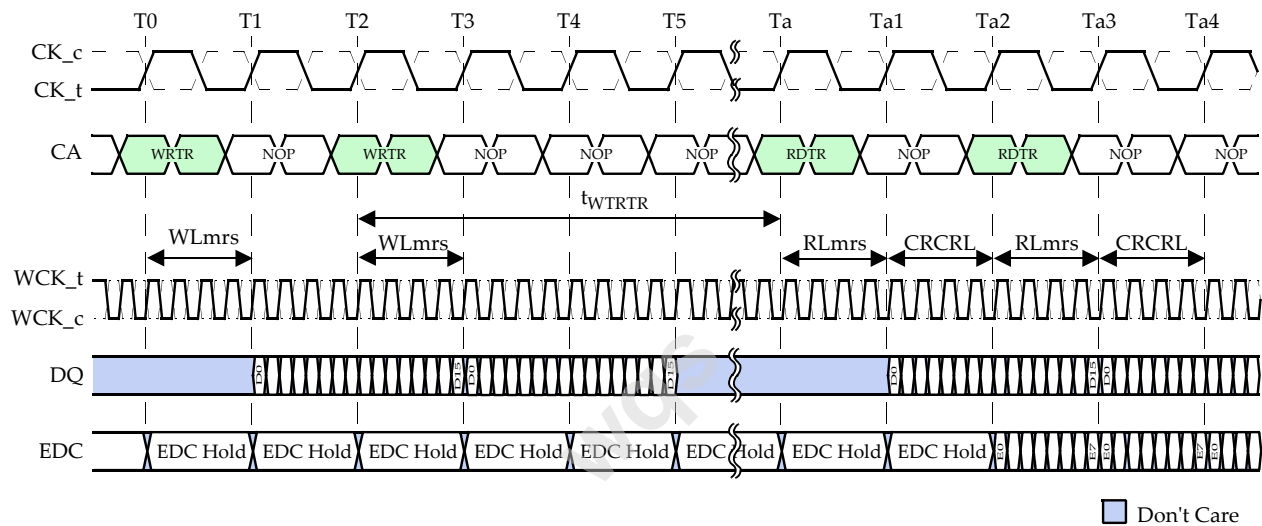 T0 T1 T2 T3 T4 T5 Ta Ta1 Ta2 Ta3 Ta4
CK_c
CK_t
CA WRTR NOP WRTR NOP NOP NOP RDTR NOP RDTR NOP NOP
tWTRTR
WLmrs WLmrs RLmrs CRCRL RLmrs CRCRL
WCK_t
WCK_c
DQ D0 D15 D0 D15 D0 D15 D0
EDC EDC Hold EDC Hold EDC Hold EDC Hold EDC Hold EDC Hold EDC Hold EDC Hold E0 E7 E0 E7 E0
wqs
Don't Care